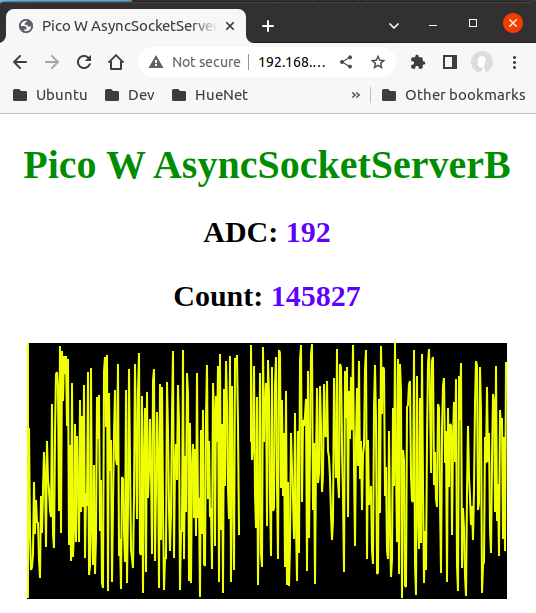 Pico W AsyncSocketServer
Not secure 192.168....
Ubuntu Dev HueNet » Other bookmarks
Pico W AsyncSocketServerB
ADC: 192
Count: 145827